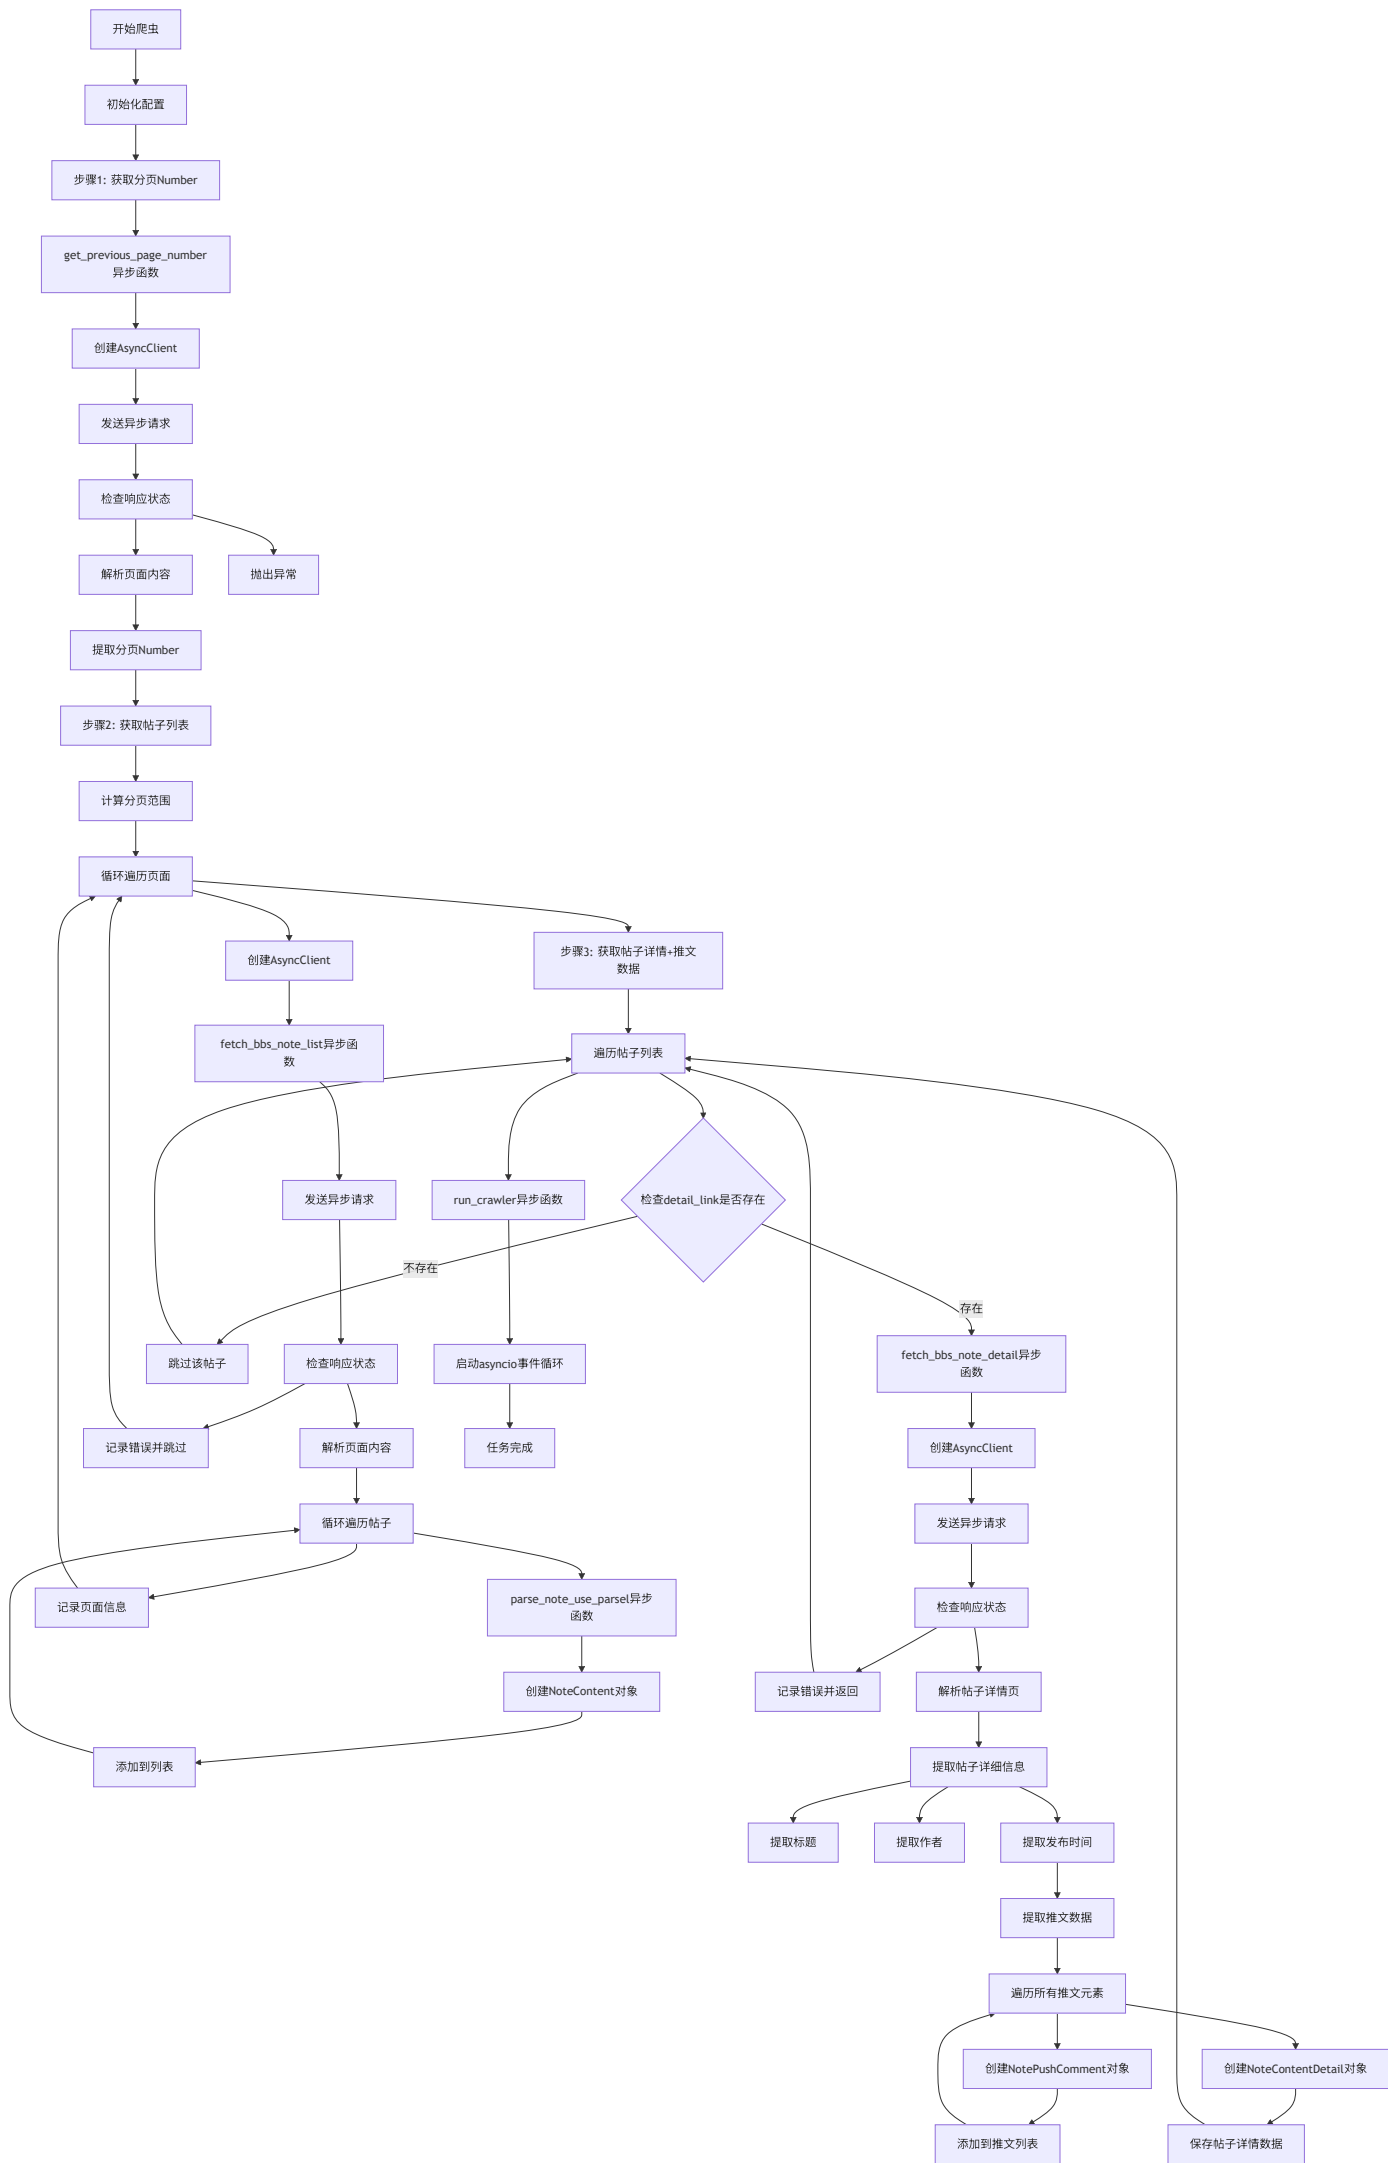 开始爬虫
初始化配置
步骤1: 获取分页Number
get_previous_page_number
异步函数
创建AsyncClient
发送异步请求
检查响应状态
解析页面内容
抛出异常
提取分页Number
步骤2: 获取帖子列表
计算分页范围
循环遍历页面
创建AsyncClient
步骤3: 获取帖子详情+推文
数据
fetch_bbs_note_list异步函
数
遍历帖子列表
发送异步请求
run_crawler异步函数
检查detail_link是否存在
不存在
存在
跳过该帖子
检查响应状态
启动asyncio事件循环
fetch_bbs_note_detail异步
函数
记录错误并跳过
解析页面内容
任务完成
创建AsyncClient
循环遍历帖子
发送异步请求
记录页面信息
parse_note_use_parsel异步
函数
检查响应状态
创建NoteContent对象
记录错误并返回
解析帖子详情页
添加到列表
提取帖子详细信息
提取标题
提取作者
提取发布时间
提取推文数据
遍历所有推文元素
创建NotePushComment对象
创建NoteContentDetail对象
添加到推文列表
保存帖子详情数据